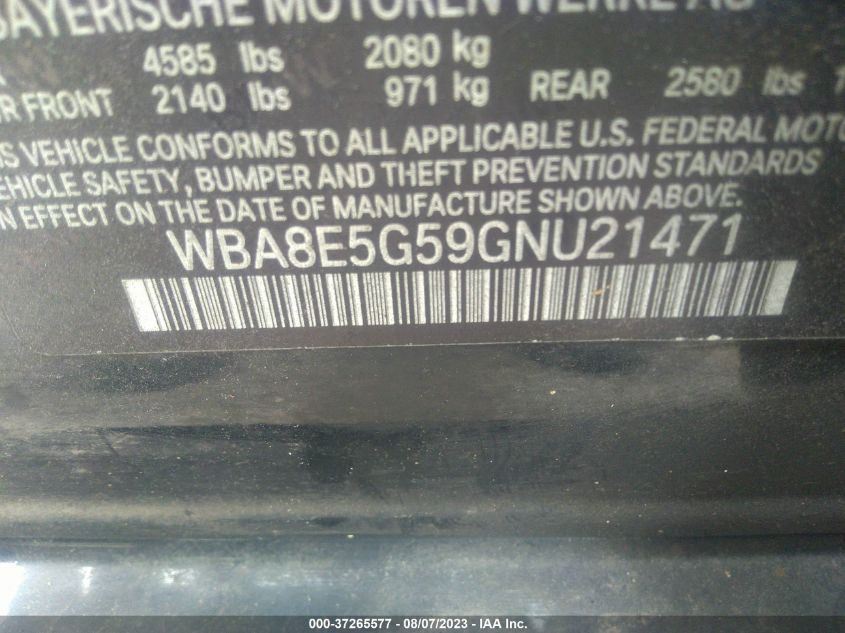 BAYERISCHE MOTOREN WERKE AG
4585 lbs 2080 kg
R FRONT 2140 lbs 971 kg REAR 2580 lbs 1
S VEHICLE CONFORMS TO ALL APPLICABLE U.S. FEDERAL MOTO
EHICLE SAFETY, BUMPER AND THEFT PREVENTION STANDARDS
N EFFECT ON THE DATE OF MANUFACTURE SHOWN ABOVE.
WBA8E5G59GNU21471
000-37265577 - 08/07/2023 - IAA Inc.